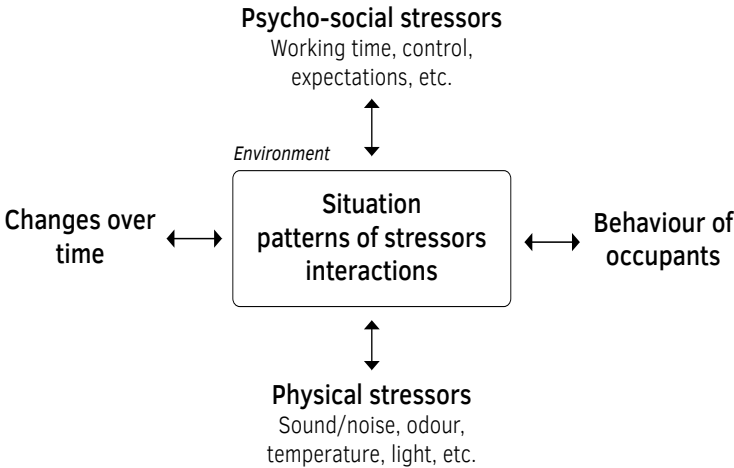 Psycho-social stressors
Working time, control,
expectations, etc.
Environment
Situation
patterns of stressors
interactions
Changes over
time
Behaviour of
occupants
Physical stressors
Sound/noise, odour,
temperature, light, etc.